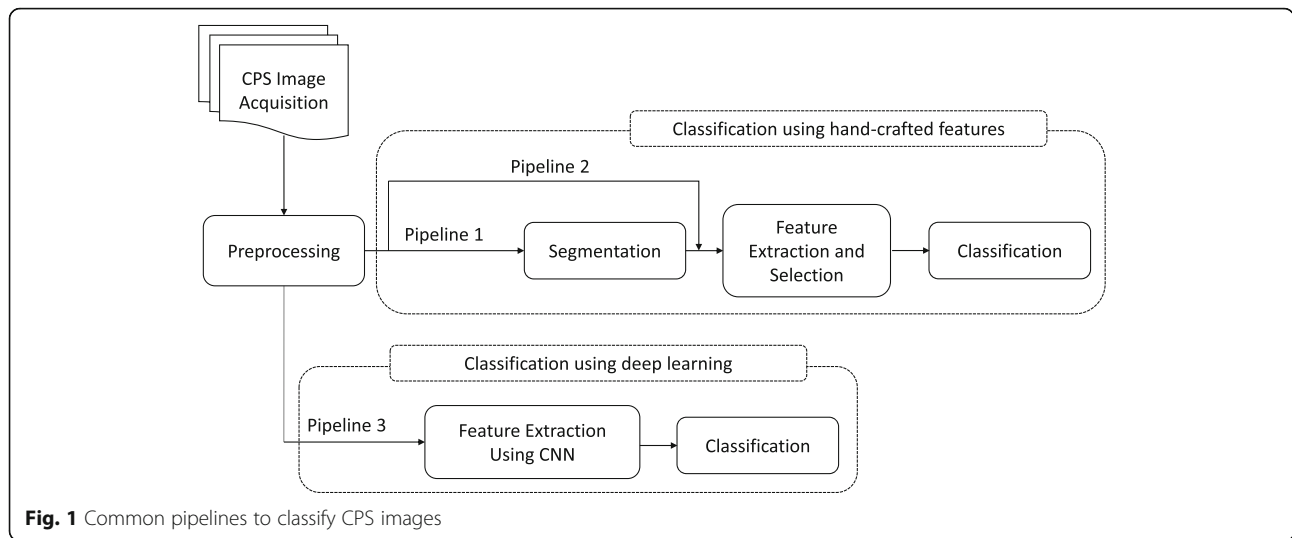 CPS Image
Acquisition
Classification using hand-crafted features
Pipeline 2
Preprocessing
Pipeline 1
Segmentation
Feature
Extraction and
Selection
Classification
Classification using deep learning
Pipeline 3
Feature Extraction
Using CNN
Classification
Fig. 1 Common pipelines to classify CPS images